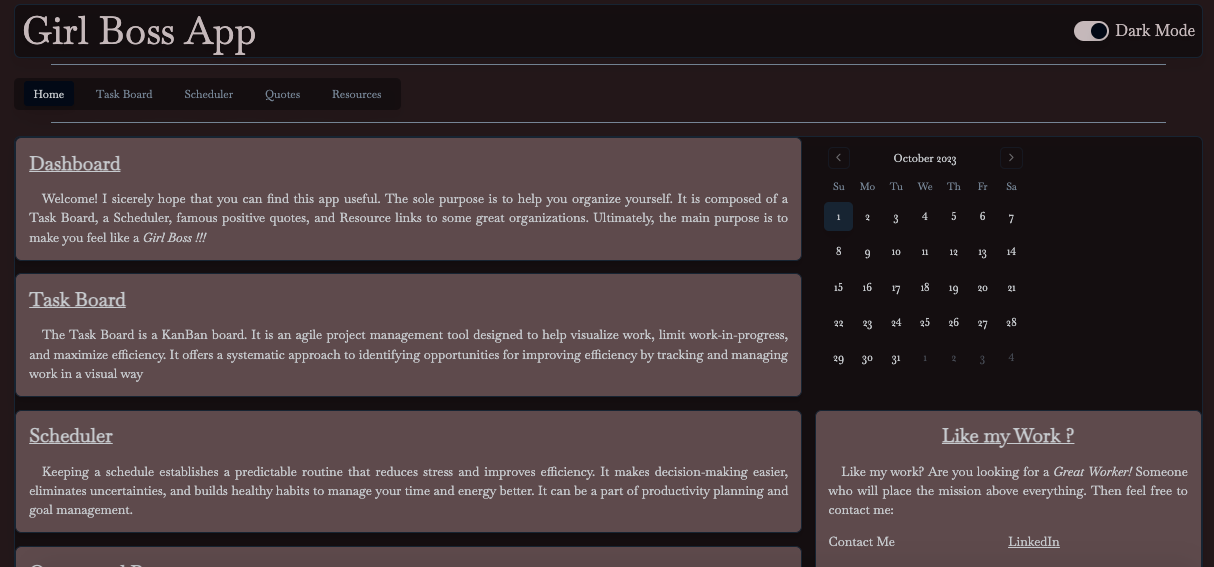 Girl Boss App
Dark Mode
Home Task Board Scheduler Quotes Resources
Dashboard
Welcome! I sicerely hope that you can find this app useful. The sole purpose is to help you organize yourself. It is composed of a
Task Board, a Scheduler, famous positive quotes, and Resource links to some great organizations. Ultimately, the main purpose is to
make you feel like a Girl Boss !!!
October 2023
Su Mo Tu We Th Fr Sa
1 2 3 4 5 6 7
8 9 10 11 12 13 14
15 16 17 18 19 20 21
22 23 24 25 26 27 28
29 30 31 1 2 3 4
Task Board
The Task Board is a KanBan board. It is an agile project management tool designed to help visualize work, limit work-in-progress,
and maximize efficiency. It offers a systematic approach to identifying opportunities for improving efficiency by tracking and managing
work in a visual way
Scheduler
Keeping a schedule establishes a predictable routine that reduces stress and improves efficiency. It makes decision-making easier,
eliminates uncertainties, and builds healthy habits to manage your time and energy better. It can be a part of productivity planning and
goal management.
Like my Work ?
Like my work? Are you looking for a Great Worker! Someone
who will place the mission above everything. Then feel free to
contact me:
Contact Me LinkedIn